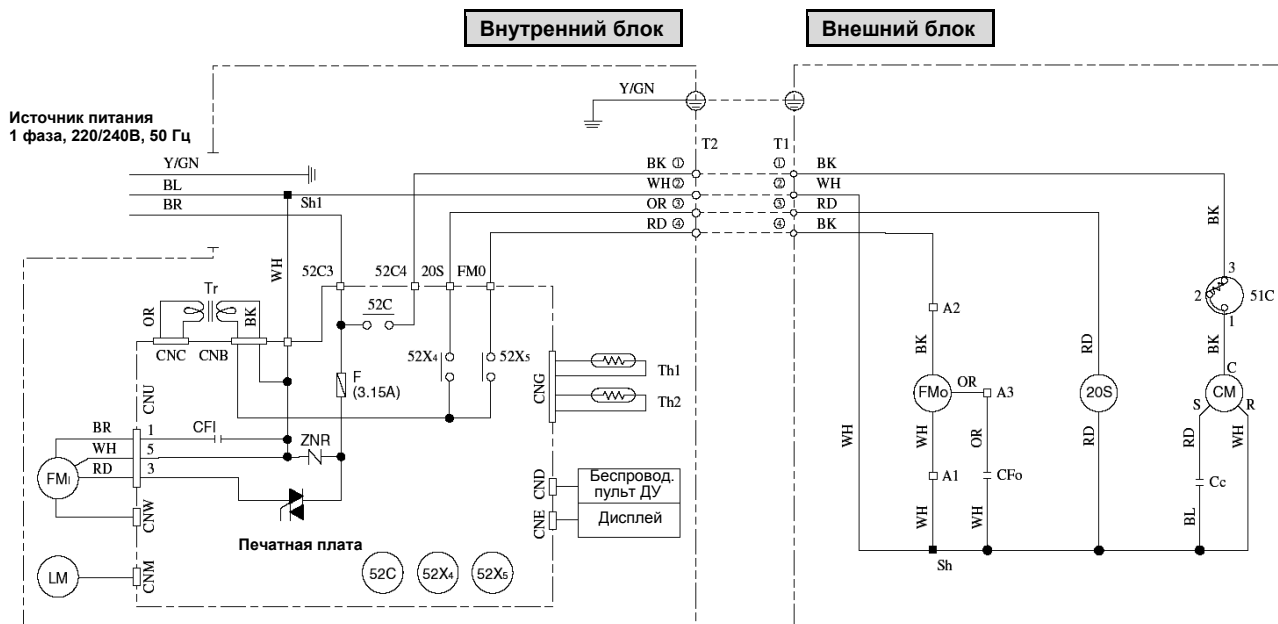 Внутренний блок
Внешний блок
Источник питания
1 фаза, 220/240В, 50 Гц
Y/GN
T2
T1
Y/GN
BL
BR
Sh1
BK ①
WH②
OR ③
RD ④
① BK
② WH
③ RD
④ BK
WH
52C3
52C4
20S
FM0
52C
Tr
OR
BK
CNC
CNB
52X4
52X5
F
(3.15A)
CNG
Th1
Th2
CNU
BR
1
CFI
WH
5
ZNR
RD
3
FMI
CNW
LM
CNM
Печатная плата
52C
52X4
52X5
CND
Беспровод.
пульт ДУ
CNE
Дисплей
BK
3
2
51C
1
A2
BK
RD
BK
C
FMo
OR
A3
20S
S
CM
R
WH
WH
OR
RD
RD
WH
A1
CFo
Cc
WH
WH
BL
Sh